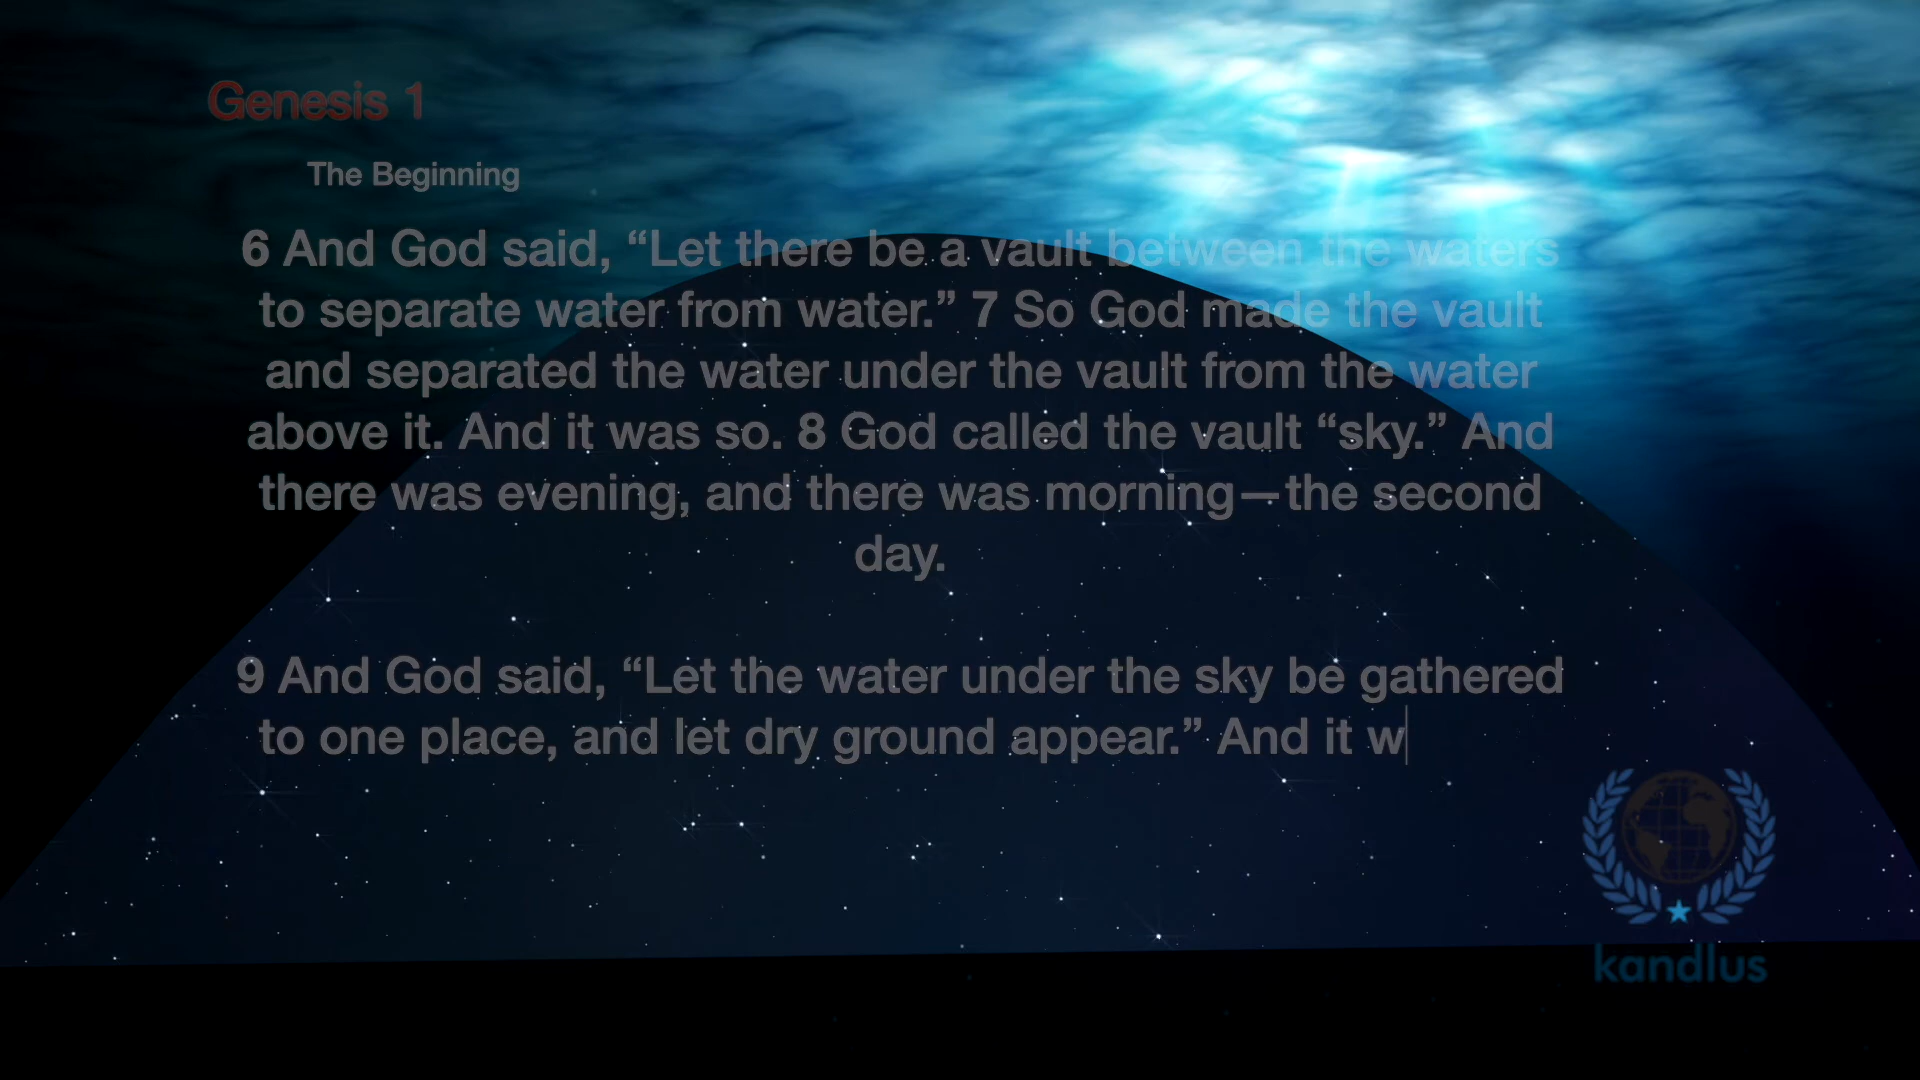 Genesis 1
The Beginning
6 And God said, “Let there be a vault between the waters
to separate water from water.” 7 So God made the vault
and separated the water under the vault from the water
above it. And it was so. 8 God called the vault “sky.” And
there was evening, and there was morning—the second
day.
9 And God said, “Let the water under the sky be gathered
to one place, and let dry ground appear.” And it w
kandlus